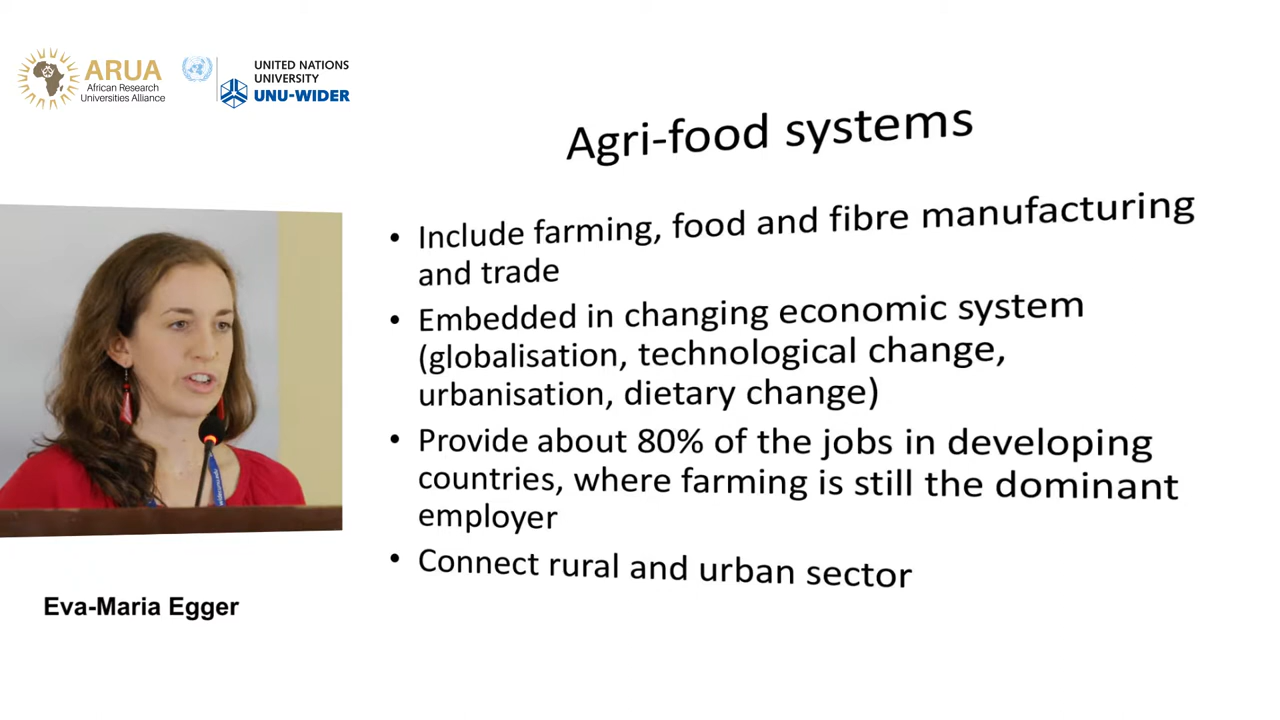 ARUA
African Research
Universities Alliance
UNITED NATIONS
UNIVERSITY
UNU-WIDER
Agri-food systems
• Include farming, food and fibre manufacturing
and trade
• Embedded in changing economic system
(globalisation, technological change,
urbanisation, dietary change)
• Provide about 80% of the jobs in developing
countries, where farming is still the dominant
employer
• Connect rural and urban sector
Eva-Maria Egger